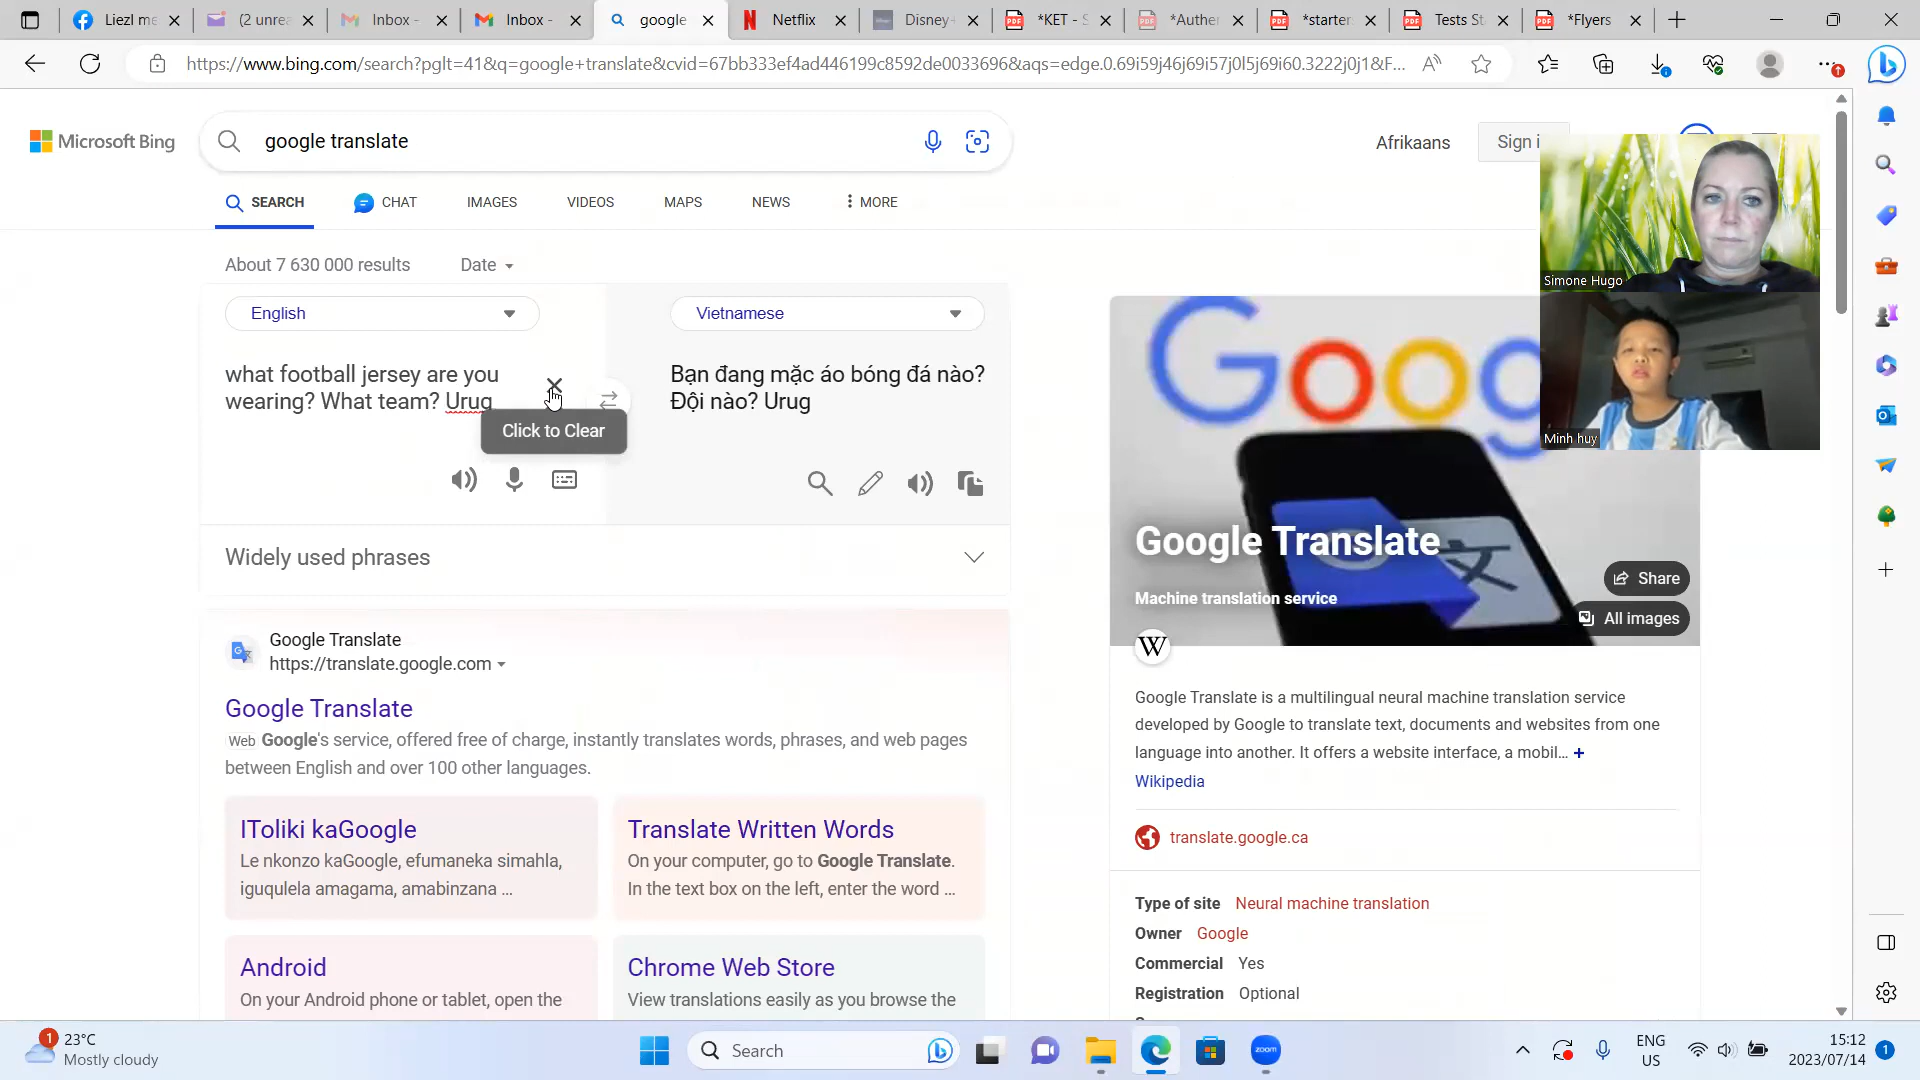 Liezl me
(2 unrea
Inbox -
Inbox -
google
Netflix
Disney+
*KET - S
*Auther
*starter
Tests St
*Flyers
https://www.bing.com/search?pglt=41&q=google+translate&cvid=67bb333ef4ad446199c8592de0033696&aqs=edge.0.69i59j46j69i57j0l5j69i60.3222j0j1&F...
Microsoft Bing
google translate
Afrikaans
Sign i
SEARCH
CHAT
IMAGES
VIDEOS
MAPS
NEWS
MORE
About 7 630 000 results
Date
English
Vietnamese
what football jersey are you
wearing? What team? Urug
Bạn đang mặc áo bóng đá nào?
Đội nào? Urug
Click to Clear
Simone Hugo
Minh huy
Widely used phrases
Google Translate
https://translate.google.com
Google Translate
Web Google's service, offered free of charge, instantly translates words, phrases, and web pages
between English and over 100 other languages.
IToliki kaGoogle
Le nkonzo kaGoogle, efumaneka simahla,
iguqulela amagama, amabinzana ...
Translate Written Words
On your computer, go to Google Translate.
In the text box on the left, enter the word ...
Android
On your Android phone or tablet, open the
Chrome Web Store
View translations easily as you browse the
Goog
Google Translate
Machine translation service
Share
All images
W
Google Translate is a multilingual neural machine translation service
developed by Google to translate text, documents and websites from one
language into another. It offers a website interface, a mobil... +
Wikipedia
translate.google.ca
Type of site Neural machine translation
Owner Google
Commercial Yes
Registration Optional
1
23°C
Mostly cloudy
Search
zoom
ENG
US
15:12
2023/07/14
1